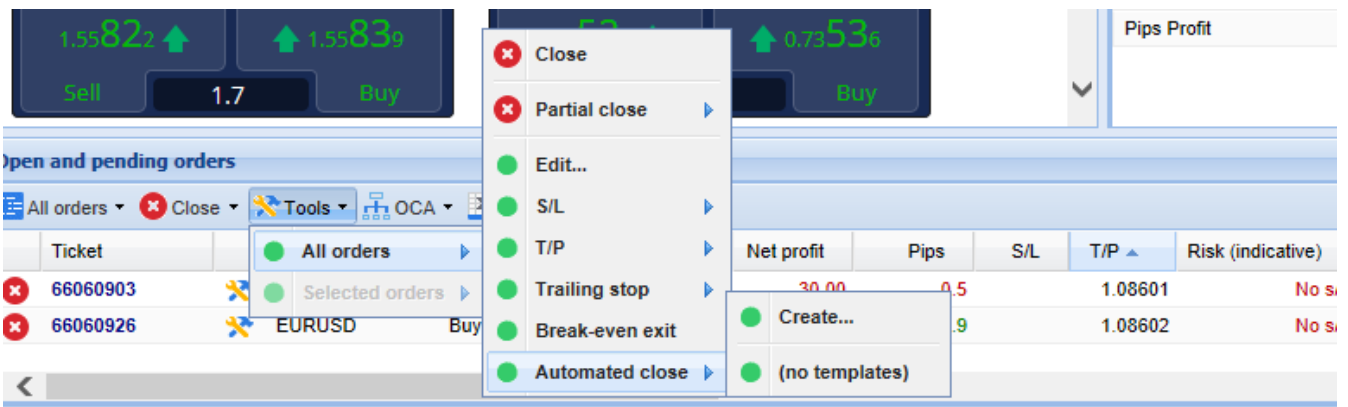 1.55822
1.55839
Sell
1.7
Buy
0.73536
Buy
Pips Profit
Close
Partial close
Edit...
S/L
T/P
Trailing stop
Break-even exit
Automated close
Open and pending orders
All orders
Close
Tools
OCA
All orders
Selected orders
Create...
(no templates)
Ticket
Net profit
Pips
S/L
T/P
Risk (indicative)
66060903
30.00
0.5
1.08601
No
66060926
EURUSD
Buy
.9
1.08602
No